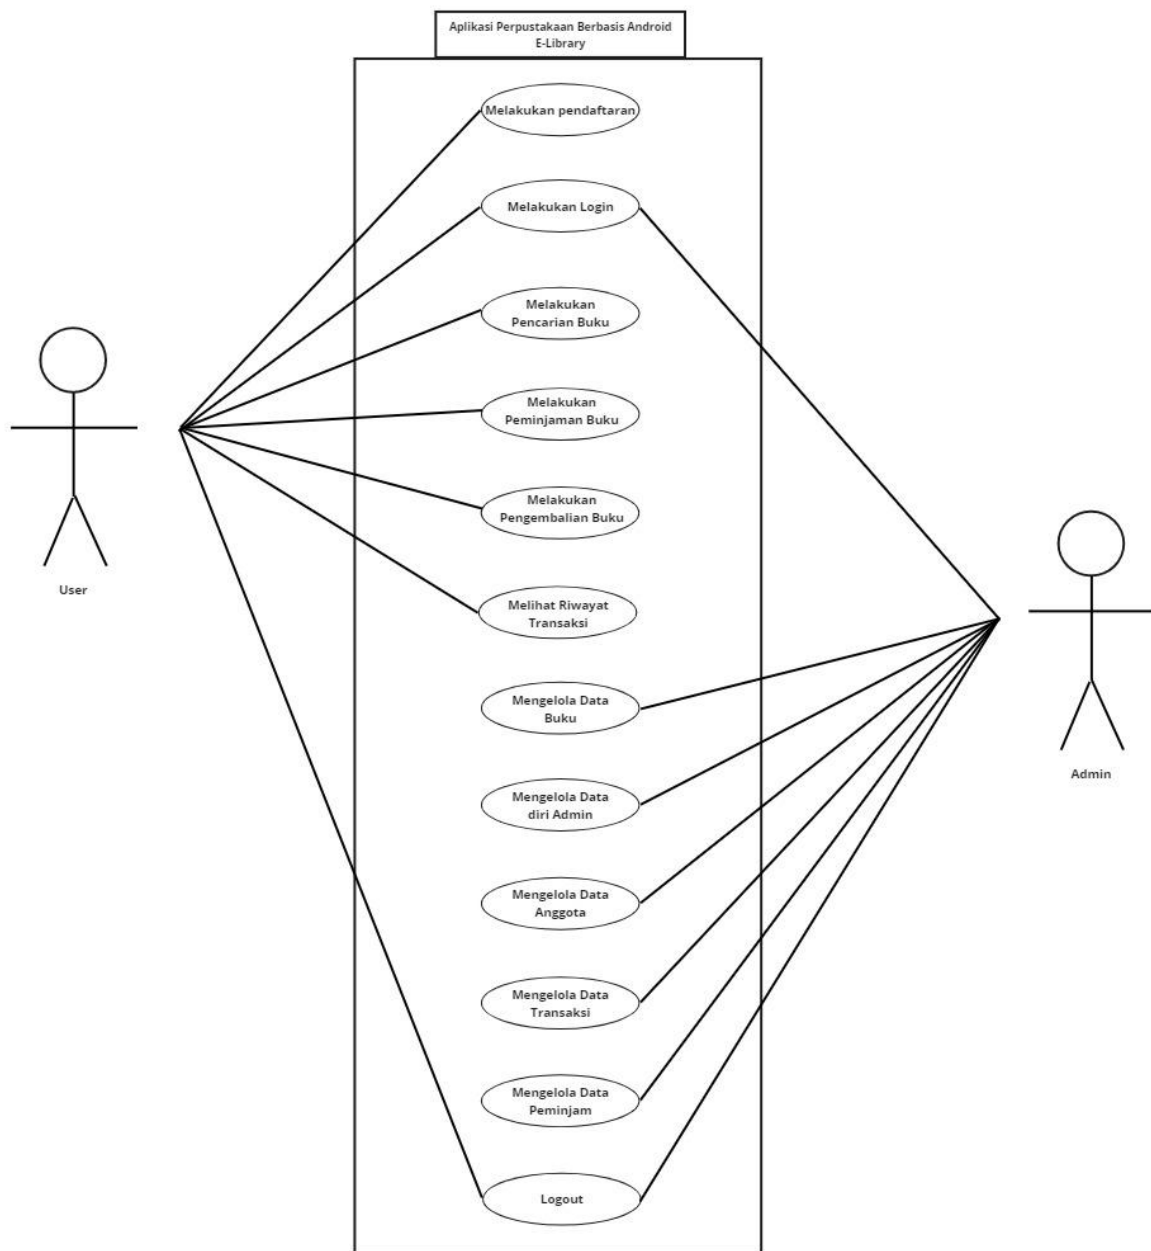 Aplikasi Perpustakaan Berbasis Android
E-Library
Melakukan pendaftaran
Melakukan Login
Melakukan
Pencarian Buku
Melakukan
Peminjaman Buku
Melakukan
Pengembalian Buku
User
Melihat Riwayat
Transaksi
Mengelola Data
Buku
Admin
Mengelola Data
diri Admin
Mengelola Data
Anggota
Mengelola Data
Transaksi
Mengelola Data
Peminjam
Logout